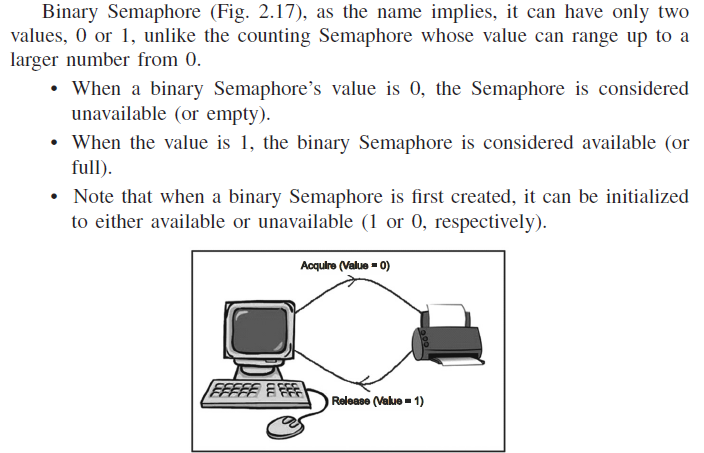 Binary Semaphore (Fig. 2.17), as the name implies, it can have only two
values, 0 or 1, unlike the counting Semaphore whose value can range up to a
larger number from 0.
• When a binary Semaphore's value is 0, the Semaphore is considered
unavailable (or empty).
• When the value is 1, the binary Semaphore is considered available (or
full).
• Note that when a binary Semaphore is first created, it can be initialized
to either available or unavailable (1 or 0, respectively).
Acquire (Value = 0)
Release (Value = 1)